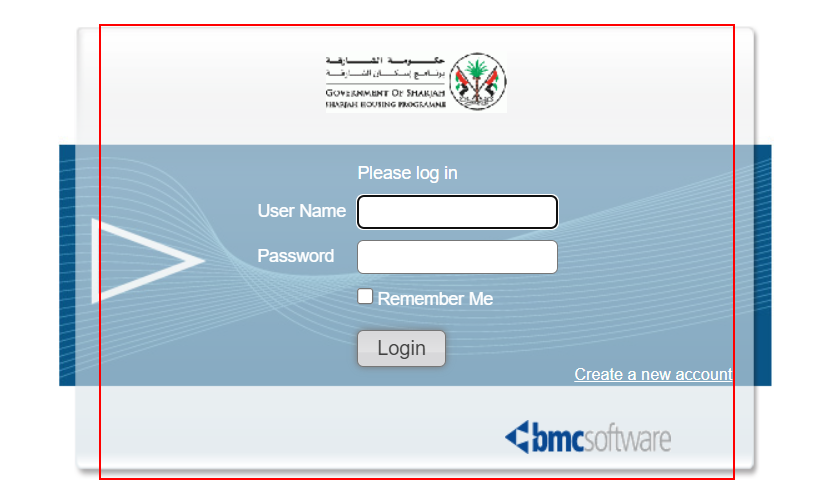 حكومة الشارقة
برنامج إسكان الشارقة
GOVERNMENT OF SHARJAH
SHARJAH HOUSING PROGRAMME
Please log in
User Name
Password
Remember Me
Login
Create a new account
bmcsoftware